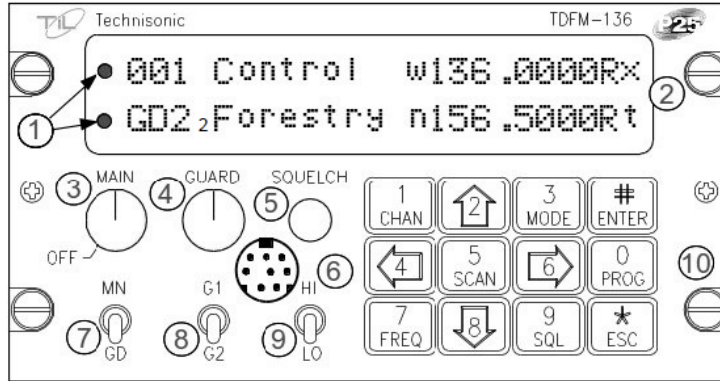 TiL Technisonic TDFM-136 P25
001 Control w136.0000Rx
1 2
GD2 2 Forestry n156.5000Rt
3 MAIN 4 GUARD 5 SQUELCH
OFF
6
1 CHAN 2 3 MODE # ENTER
4 5 SCAN 6 0 PROG
10
7 FREQ 8 9 SQL * ESC
MN G1 HI
7 8 9
GD G2 LO